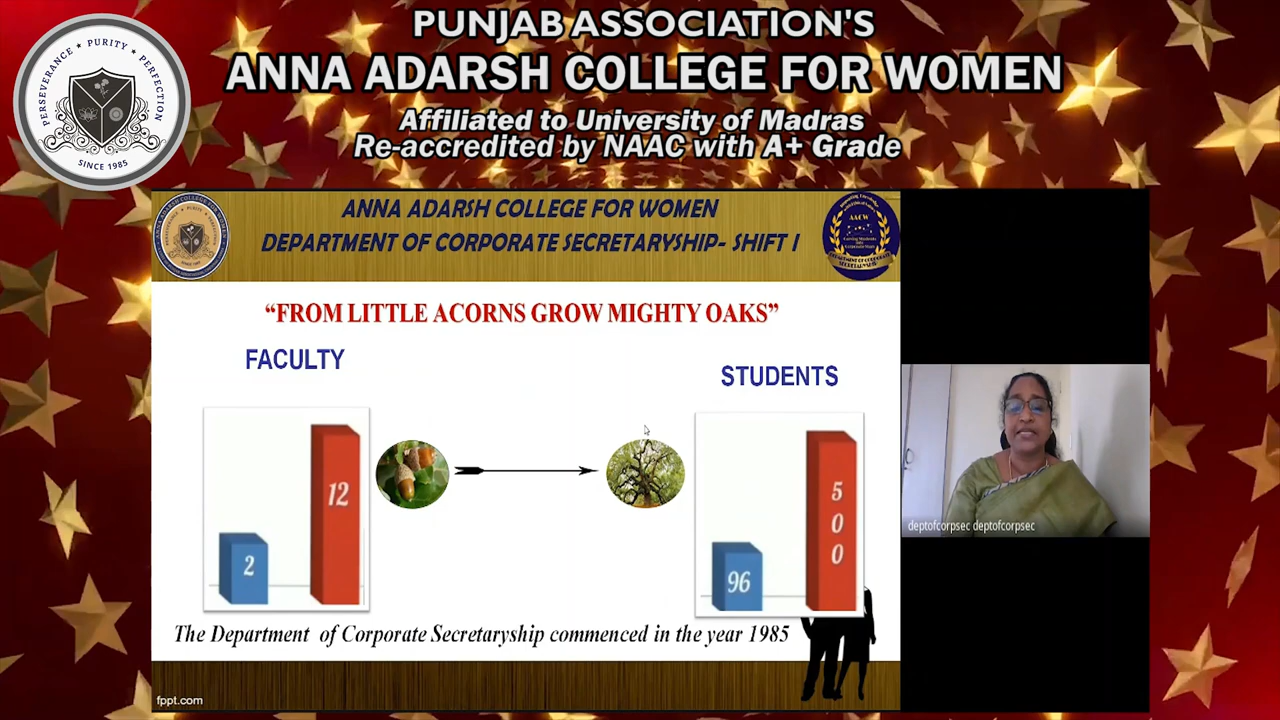 PUNJAB ASSOCIATION'S
ANNA ADARSH COLLEGE FOR WOMEN
Affiliated to University of Madras
Re-accredited by NAAC with A+ Grade
PERSEVERANCE ★ PURITY ★ PERFECTION
SINCE 1985
ANNA ADARSH COLLEGE FOR WOMEN
DEPARTMENT OF CORPORATE SECRETARYSHIP- SHIFT I
AACW
“FROM LITTLE ACORNS GROW MIGHTY OAKS”
FACULTY
STUDENTS
2
12
96
500
deptofcorpsec deptofcorpsec
The Department of Corporate Secretaryship commenced in the year 1985
fppt.com